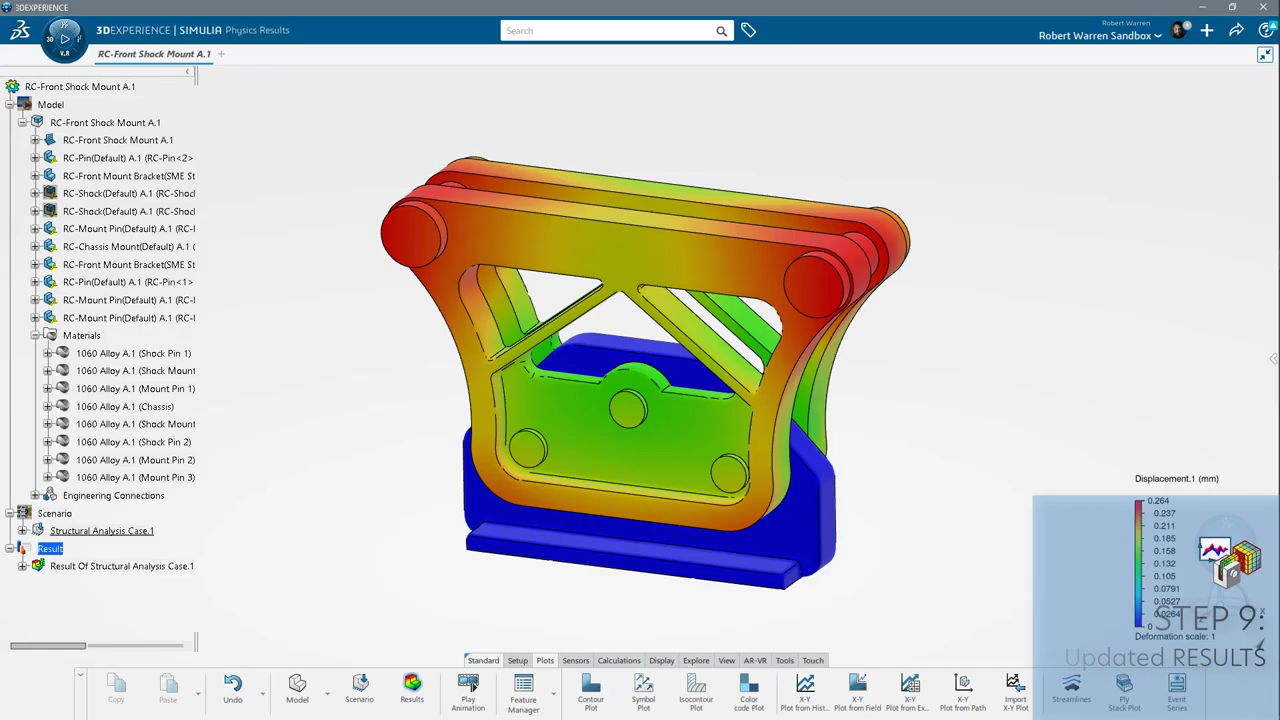 3DEXPERIENCE
3DEXPERIENCE | SIMULIA Physics Results
3D
V.R
Search
Robert Warren
Robert Warren Sandbox
RC-Front Shock Mount A.1
RC-Front Shock Mount A.1
Model
RC-Front Shock Mount A.1
RC-Front Shock Mount A.1
RC-Pin(Default) A.1 (RC-Pin<2>
RC-Front Mount Bracket(SME St
RC-Shock(Default) A.1 (RC-Shoc
RC-Shock(Default) A.1 (RC-Shoc
RC-Mount Pin(Default) A.1 (RC-
RC-Chassis Mount(Default) A.1 (
RC-Front Mount Bracket(SME St
RC-Pin(Default) A.1 (RC-Pin<1>
RC-Mount Pin(Default) A.1 (RC-
RC-Mount Pin(Default) A.1 (RC-
Materials
1060 Alloy A.1 (Shock Pin 1)
1060 Alloy A.1 (Shock Mount
1060 Alloy A.1 (Mount Pin 1)
1060 Alloy A.1 (Chassis)
1060 Alloy A.1 (Shock Mount
1060 Alloy A.1 (Shock Pin 2)
1060 Alloy A.1 (Mount Pin 2)
1060 Alloy A.1 (Mount Pin 3)
Engineering Connections
Scenario
Structural Analysis Case.1
Result
Result Of Structural Analysis Case.1
Displacement.1 (mm)
0.264
0.237
0.211
0.185
0.158
0.132
0.105
0.0791
0.0527
0.0264
0
Deformation scale: 1
STEP 9:
Updated RESULTS
Standard Setup Plots Sensors Calculations Display Explore View AR-VR Tools Touch
Copy
Paste
Undo
Model
Scenario
Results
Play Animation
Feature Manager
Contour Plot
Symbol Plot
Isocontour Plot
Color code Plot
X-Y Plot from Hist...
X-Y Plot from Field
X-Y Plot from Ex...
X-Y Plot from Path
Import X-Y Plot
Streamlines
Ply Stack Plot
Event Series